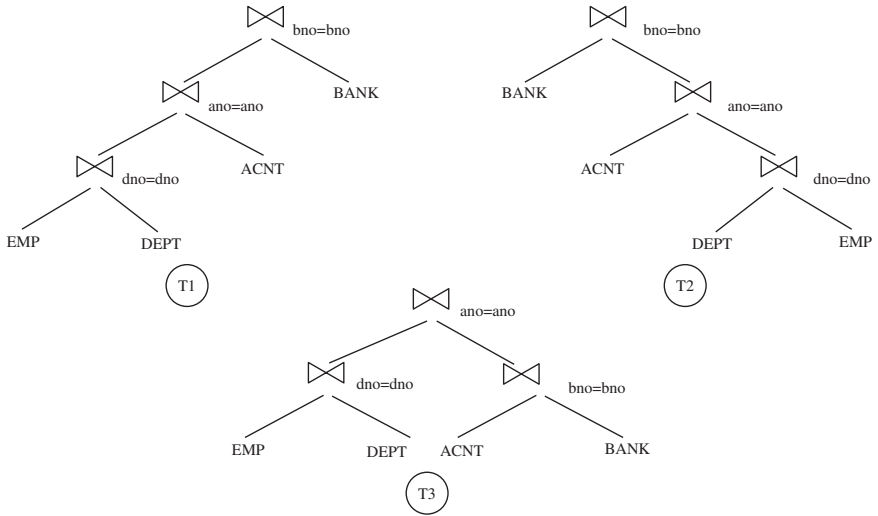 bno=bno
BANK
ano=ano
ACNT
dno=dno
EMP
DEPT
T1
bno=bno
BANK
ano=ano
ACNT
dno=dno
DEPT
EMP
T2
ano=ano
dno=dno
bno=bno
EMP
DEPT
ACNT
BANK
T3